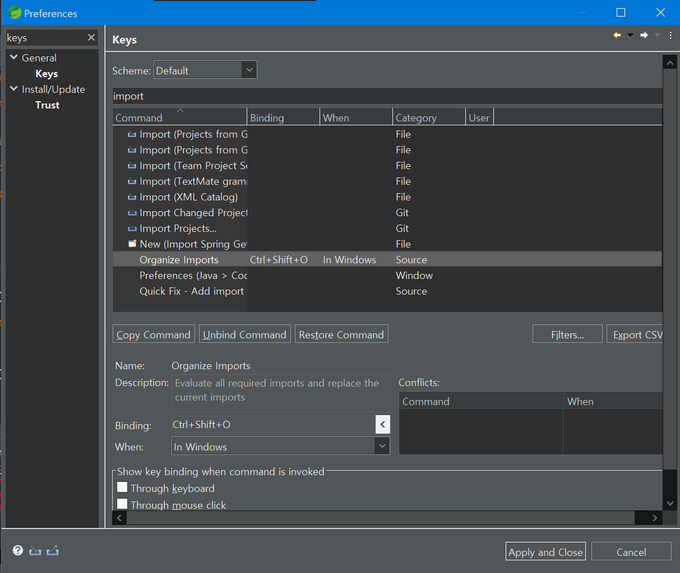 Preferences
keys
Keys
General
Keys
Install/Update
Trust
Scheme: Default
import
Command Binding When Category User
Import (Projects from G File
Import (Projects from G File
Import (Team Project Se File
Import (TextMate gram File
Import (XML Catalog) File
Import Changed Project Git
Import Projects... Git
New (Import Spring Get File
Organize Imports Ctrl+Shift+O In Windows Source
Preferences (Java > Coc Window
Quick Fix - Add import Source
Copy Command Unbind Command Restore Command Filters... Export CSV
Name: Organize Imports
Description: Evaluate all required imports and replace the current imports
Conflicts:
Command When
Binding: Ctrl+Shift+O
When: In Windows
Show key binding when command is invoked
Through keyboard
Through mouse click
Apply and Close Cancel